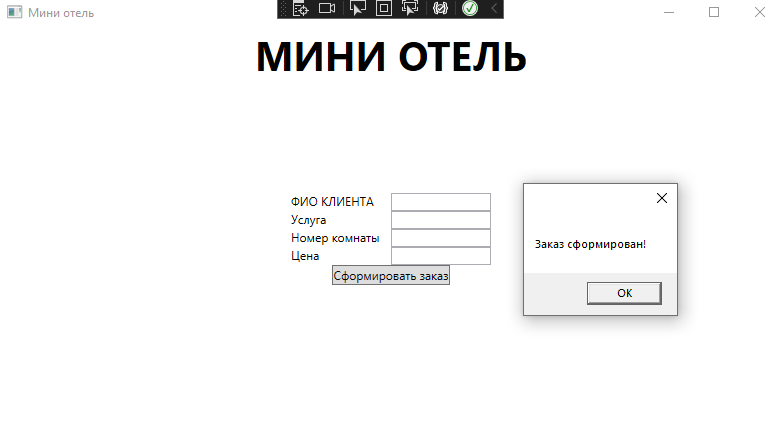 Мини отель
МИНИ ОТЕЛЬ
ФИО КЛИЕНТА
Услуга
Номер комнаты
Цена
Сформировать заказ
Заказ сформирован!
OK